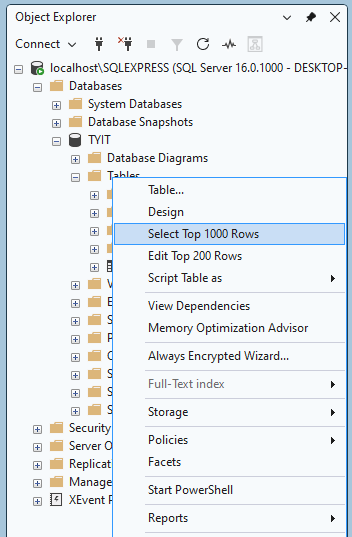 Object Explorer
Connect
localhost\SQLEXPRESS (SQL Server 16.0.1000 - DESKTOP-
Databases
System Databases
Database Snapshots
TYIT
Database Diagrams
Tables
Table...
Design
Select Top 1000 Rows
Edit Top 200 Rows
Script Table as
View Dependencies
Memory Optimization Advisor
Always Encrypted Wizard...
Full-Text index
Storage
Policies
Facets
Start PowerShell
Reports
V
E
S
P
Q
S
S
S
Security
Server O
Replicat
Manage
XEvent P